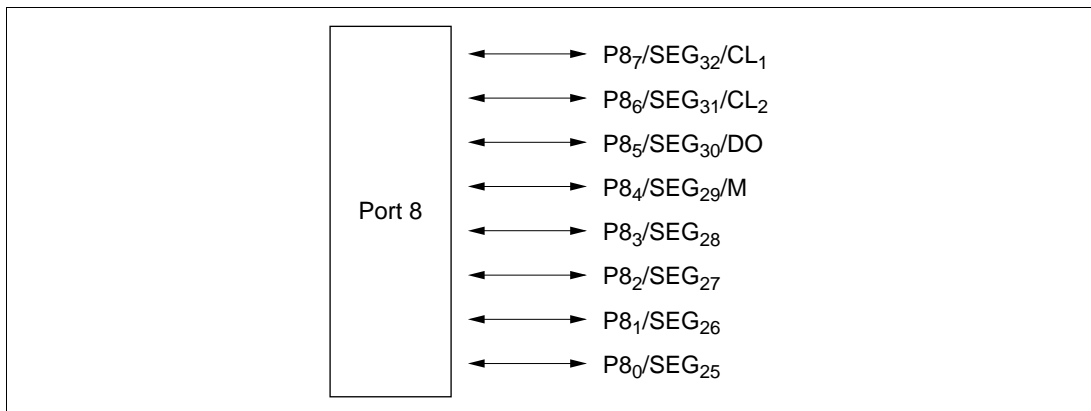 Port 8
P8₇/SEG₃₂/CL₁
P8₆/SEG₃₁/CL₂
P8₅/SEG₃₀/DO
P8₄/SEG₂₉/M
P8₃/SEG₂₈
P8₂/SEG₂₇
P8₁/SEG₂₆
P8₀/SEG₂₅